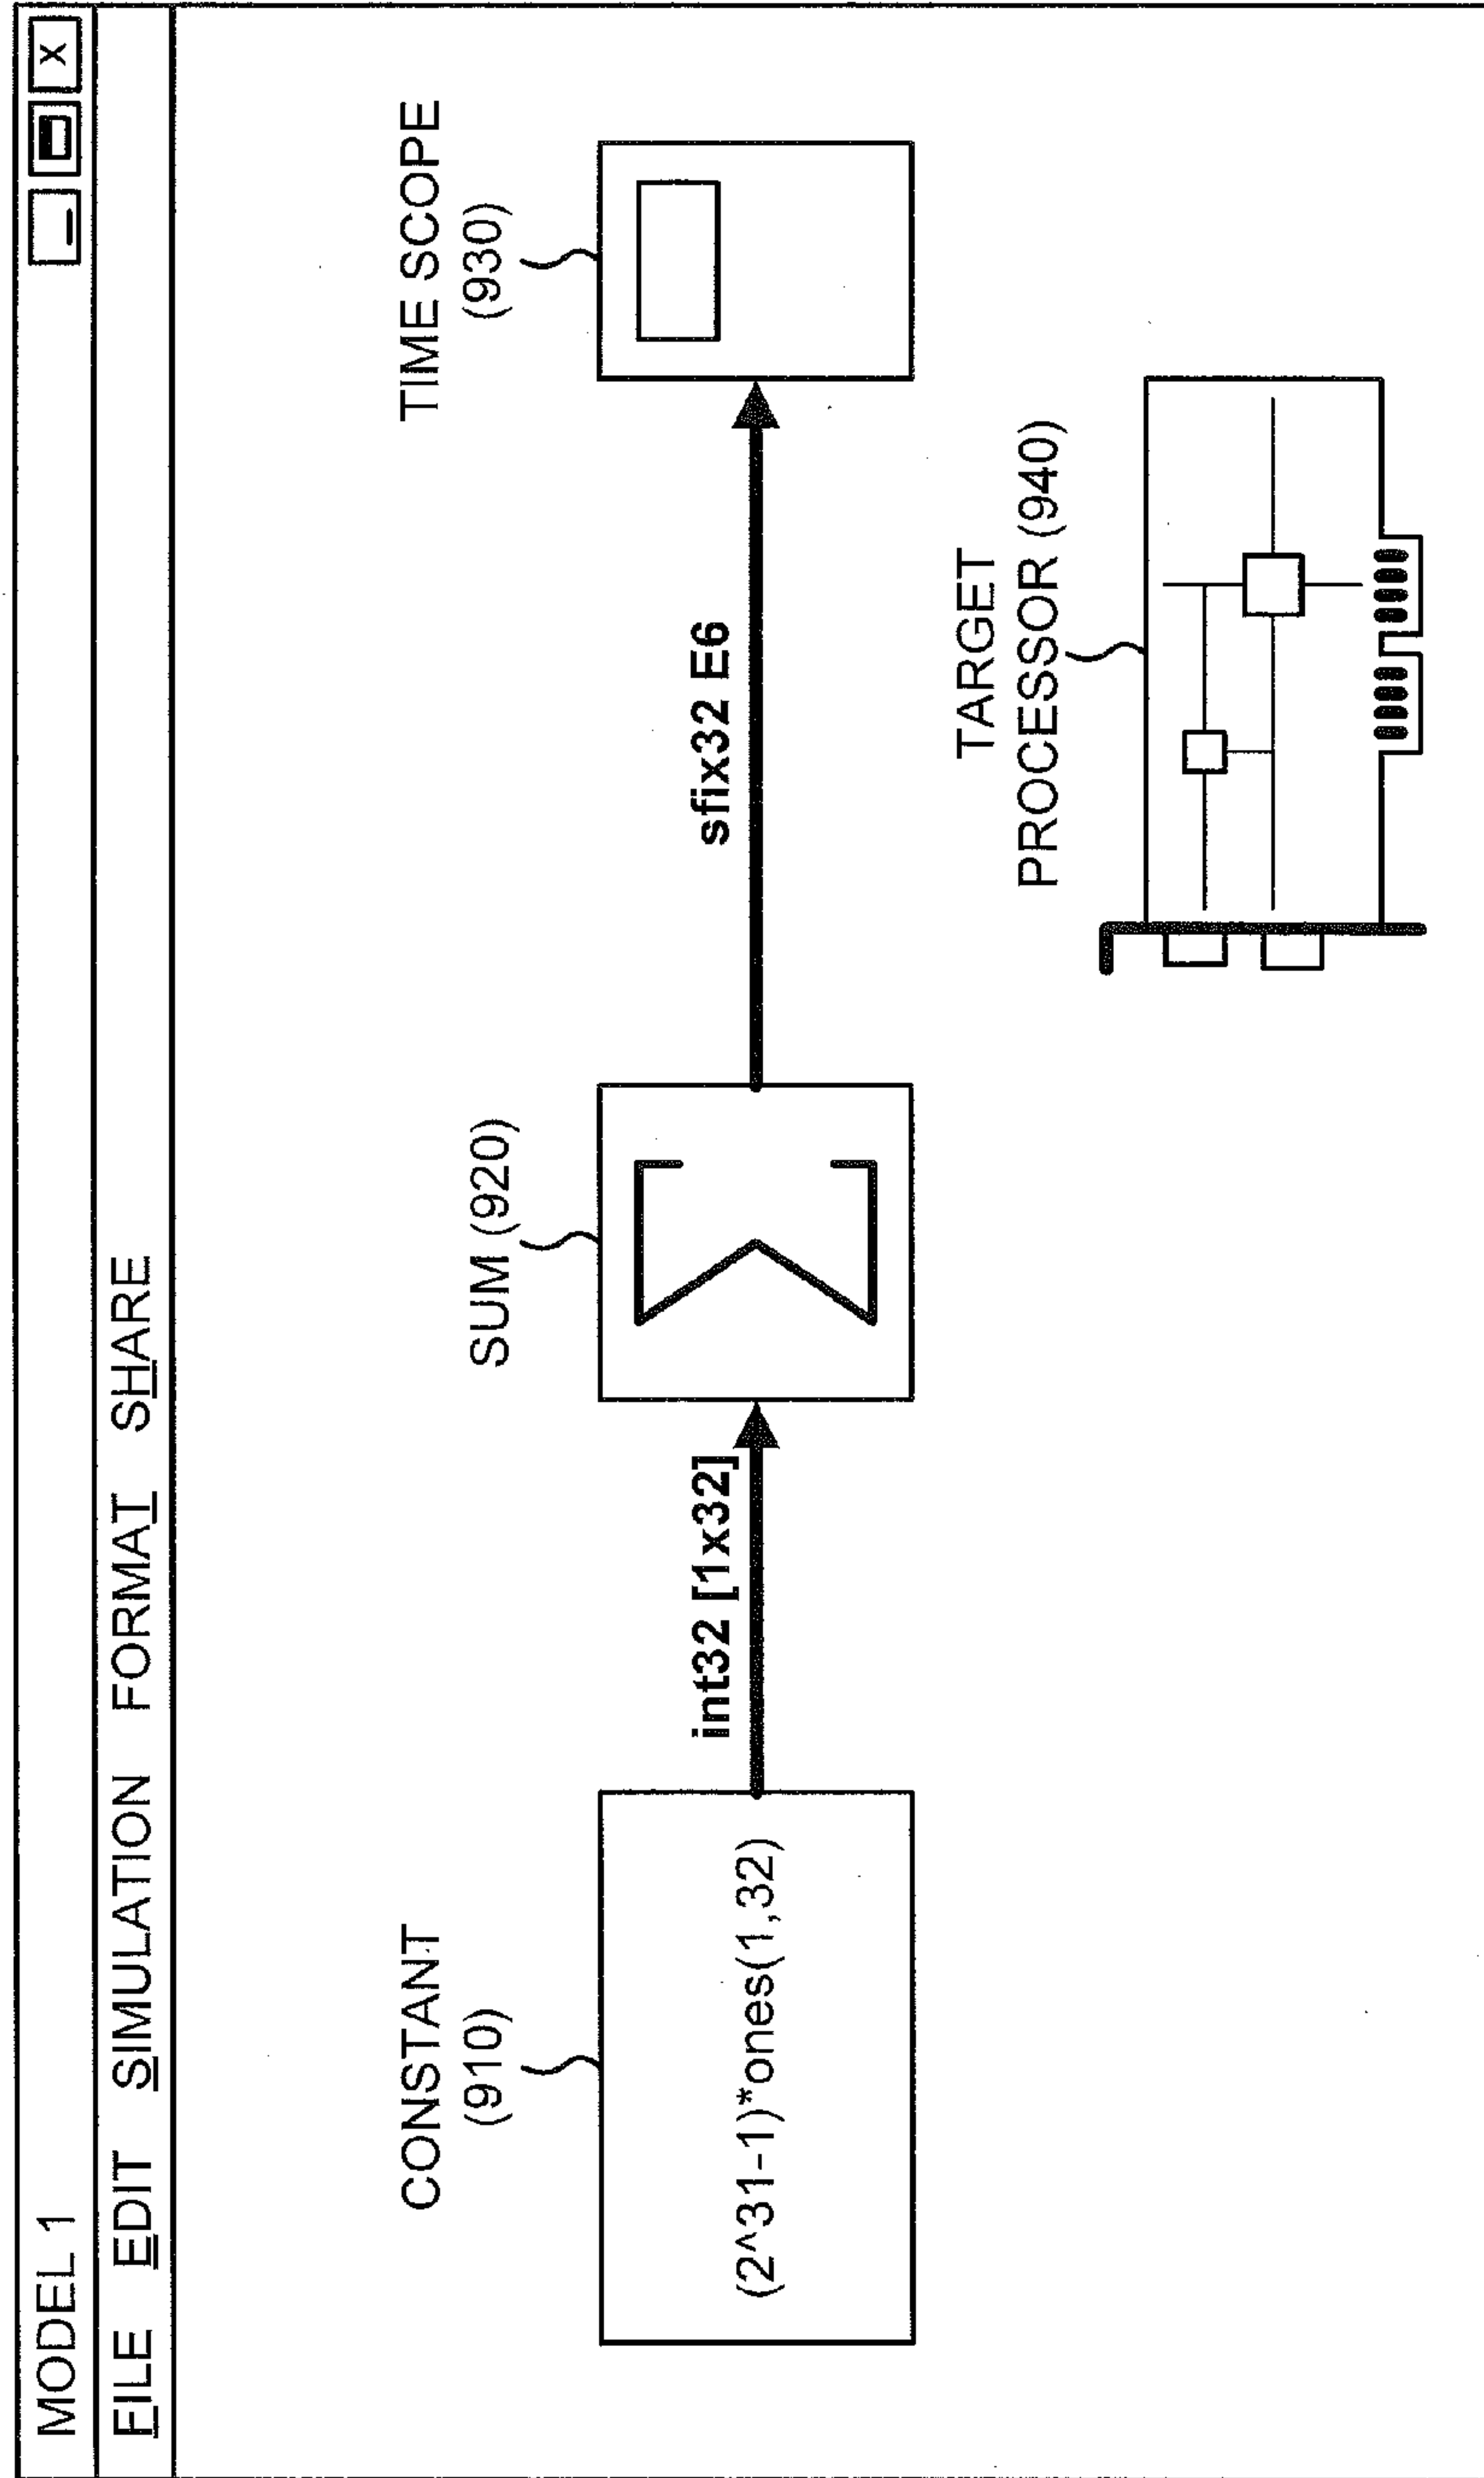 MODEL 1
_ X
FILE EDIT SIMULATION FORMAT SHARE
CONSTANT
(910)
(2^31-1)*ones(1,32)
int32 [1x32]
SUM (920)
sfix32 E6
TIME SCOPE
(930)
TARGET
PROCESSOR (940)